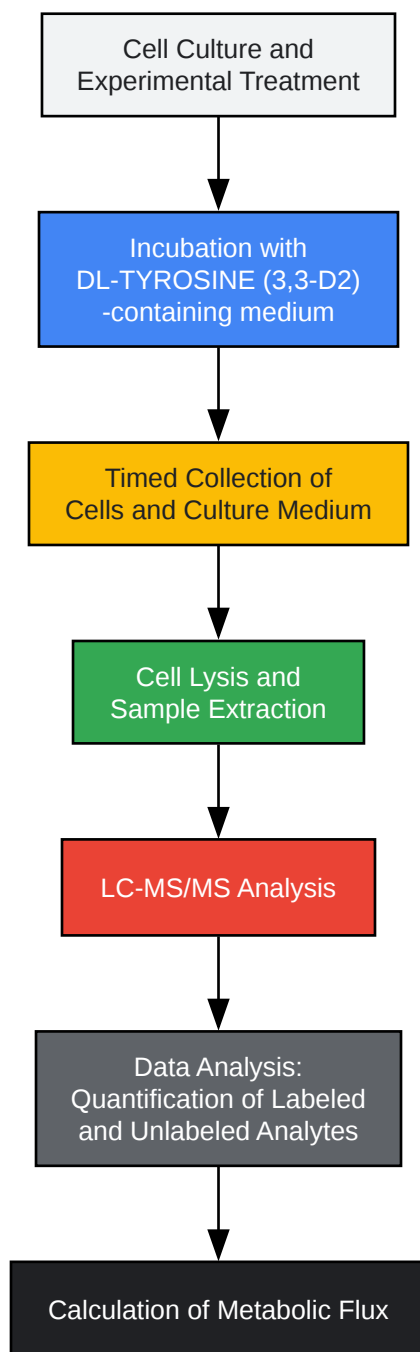 Cell Culture and
Experimental Treatment
Incubation with
DL-TYROSINE (3,3-D2)
-containing medium
Timed Collection of
Cells and Culture Medium
Cell Lysis and
Sample Extraction
LC-MS/MS Analysis
Data Analysis:
Quantification of Labeled
and Unlabeled Analytes
Calculation of Metabolic Flux